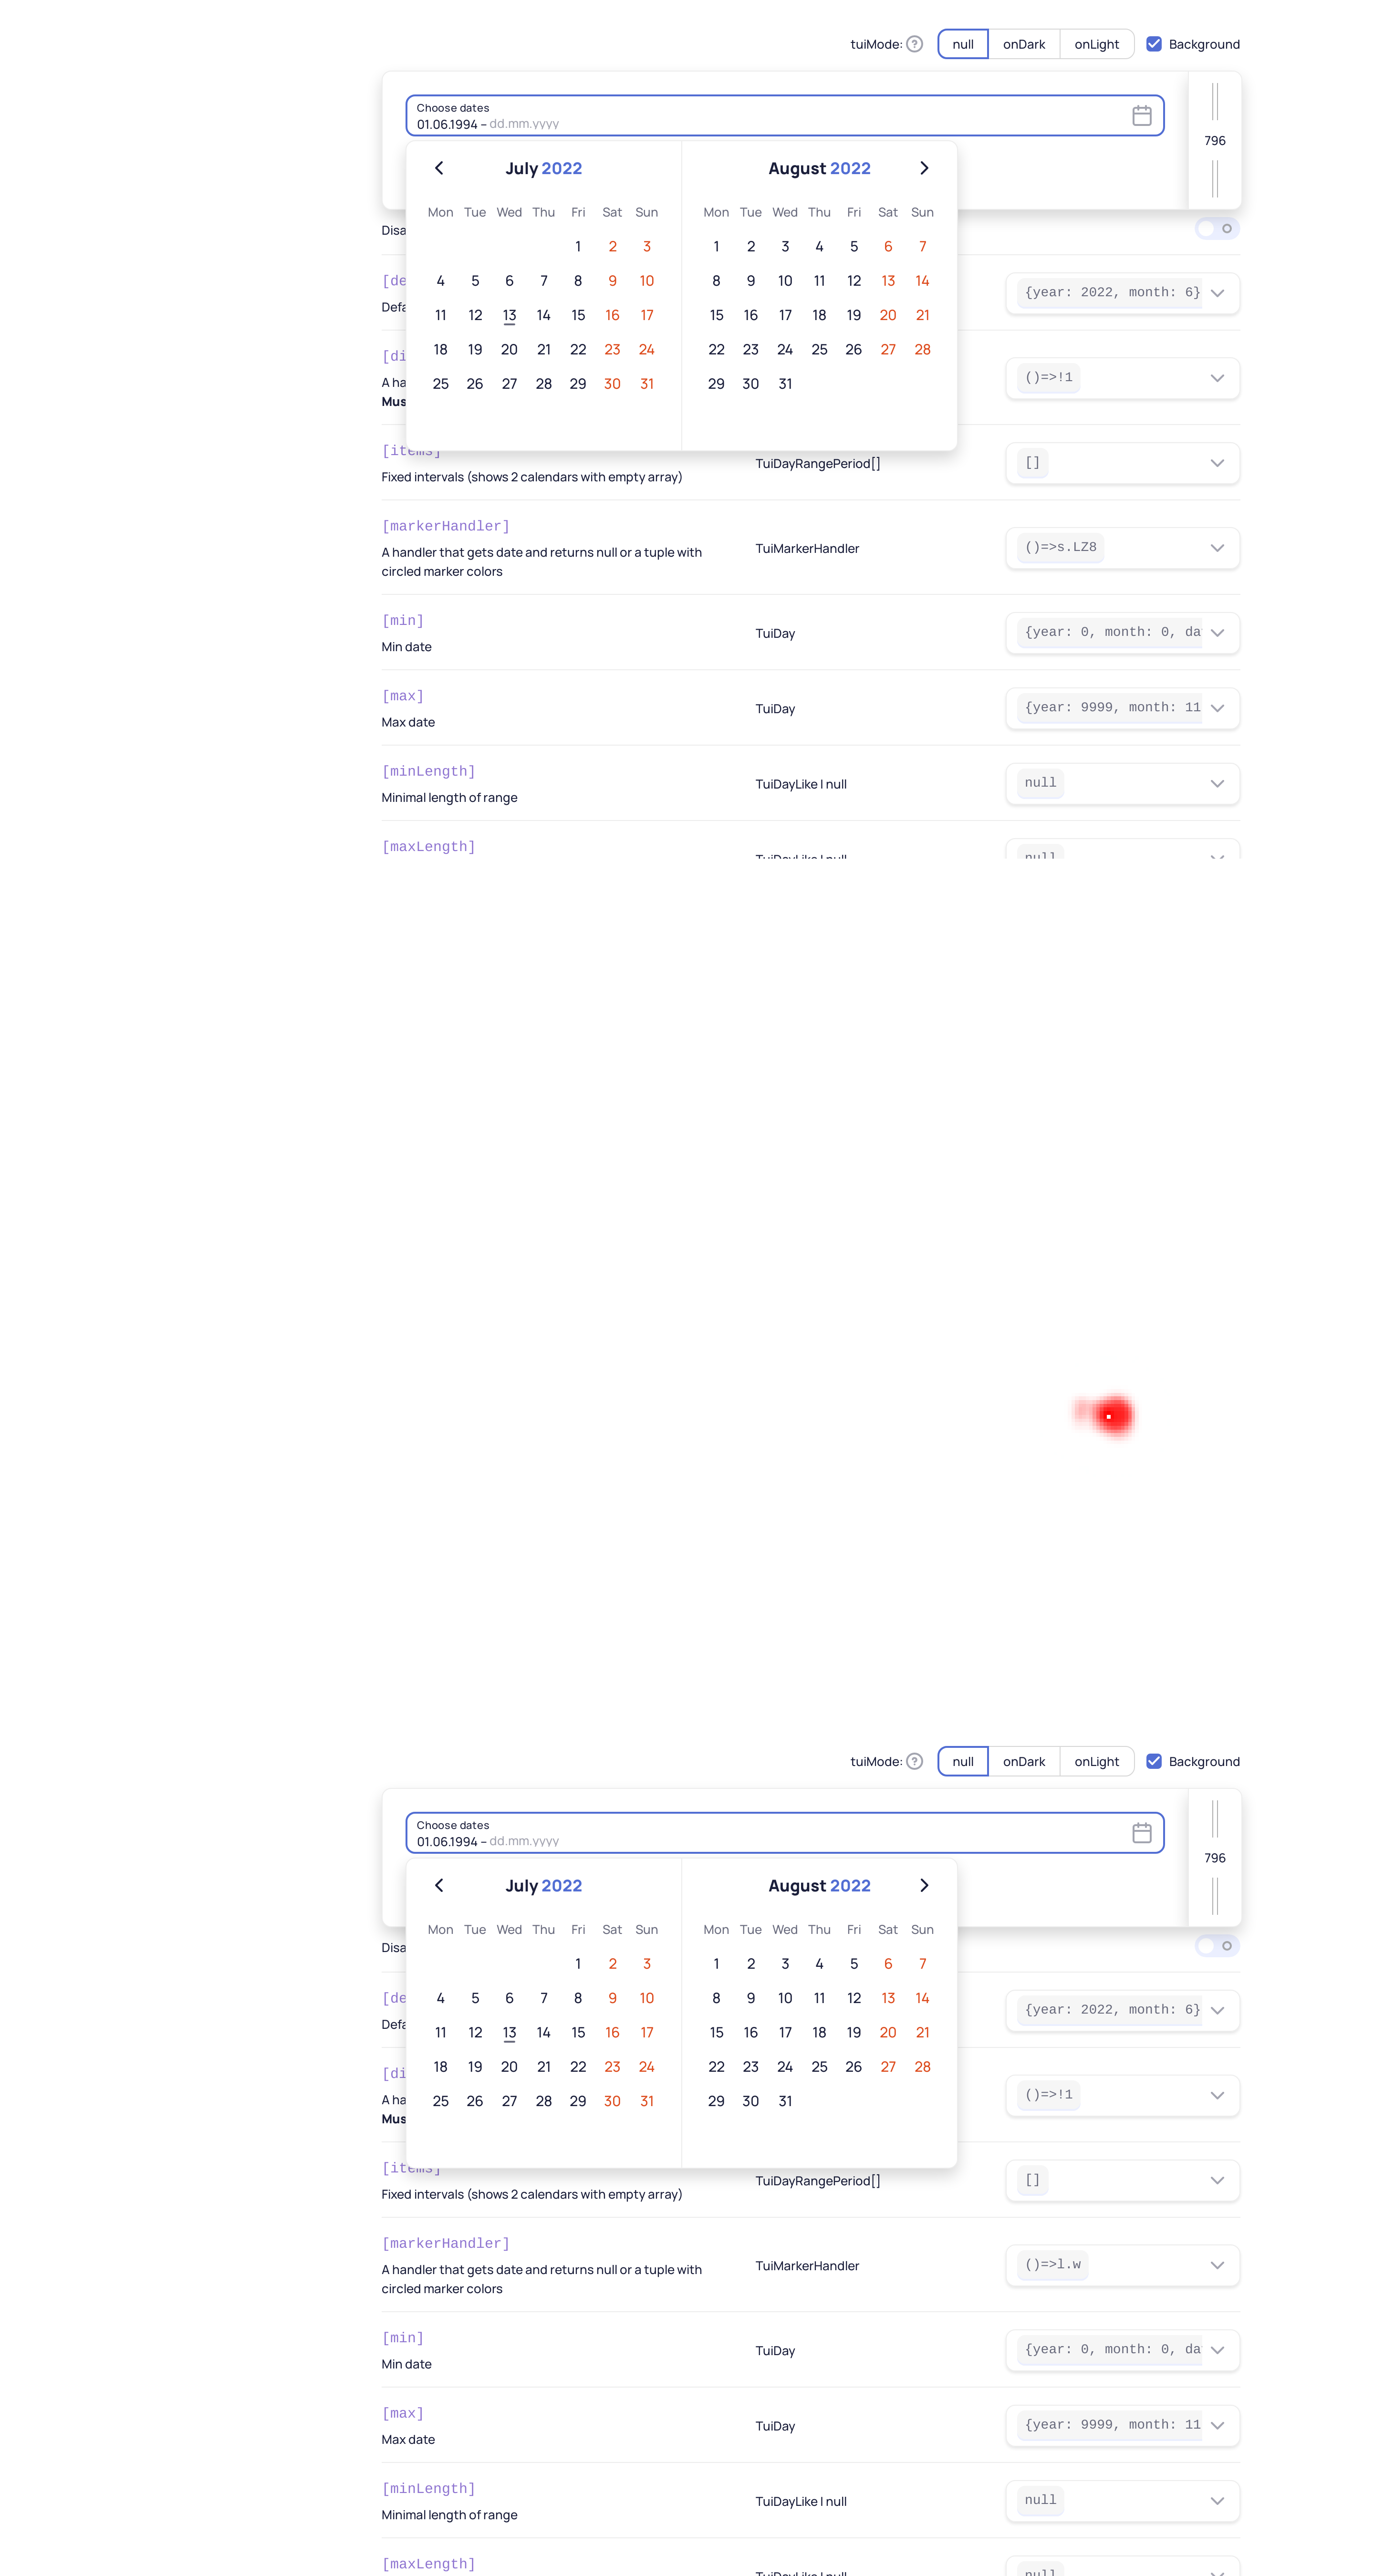 tuiMode: ? null onDark onLight Background
Choose dates
01.06.1994 – dd.mm.yyyy
796
July 2022 August 2022
Mon Tue Wed Thu Fri Sat Sun Mon Tue Wed Thu Fri Sat Sun
1 2 3 1 2 3 4 5 6 7
4 5 6 7 8 9 10 8 9 10 11 12 13 14
11 12 13 14 15 16 17 15 16 17 18 19 20 21
18 19 20 21 22 23 24 22 23 24 25 26 27 28
25 26 27 28 29 30 31 29 30 31
Disa
[de
Defa
{year: 2022, month: 6}
[di
A ha
Mus
()=>!1
[items]
Fixed intervals (shows 2 calendars with empty array)
TuiDayRangePeriod[]
[]
[markerHandler]
A handler that gets date and returns null or a tuple with
circled marker colors
TuiMarkerHandler
()=>s.LZ8
[min]
Min date
TuiDay
{year: 0, month: 0, da
[max]
Max date
TuiDay
{year: 9999, month: 11
[minLength]
Minimal length of range
TuiDayLike | null
null
[maxLength]
TuiDayLike | null
null
tuiMode: ? null onDark onLight Background
Choose dates
01.06.1994 – dd.mm.yyyy
796
July 2022 August 2022
Mon Tue Wed Thu Fri Sat Sun Mon Tue Wed Thu Fri Sat Sun
1 2 3 1 2 3 4 5 6 7
4 5 6 7 8 9 10 8 9 10 11 12 13 14
11 12 13 14 15 16 17 15 16 17 18 19 20 21
18 19 20 21 22 23 24 22 23 24 25 26 27 28
25 26 27 28 29 30 31 29 30 31
Disa
[de
Defa
{year: 2022, month: 6}
[di
A ha
Mus
()=>!1
[items]
Fixed intervals (shows 2 calendars with empty array)
TuiDayRangePeriod[]
[]
[markerHandler]
A handler that gets date and returns null or a tuple with
circled marker colors
TuiMarkerHandler
()=>l.w
[min]
Min date
TuiDay
{year: 0, month: 0, da
[max]
Max date
TuiDay
{year: 9999, month: 11
[minLength]
Minimal length of range
TuiDayLike | null
null
[maxLength]
TuiDayLike | null
null